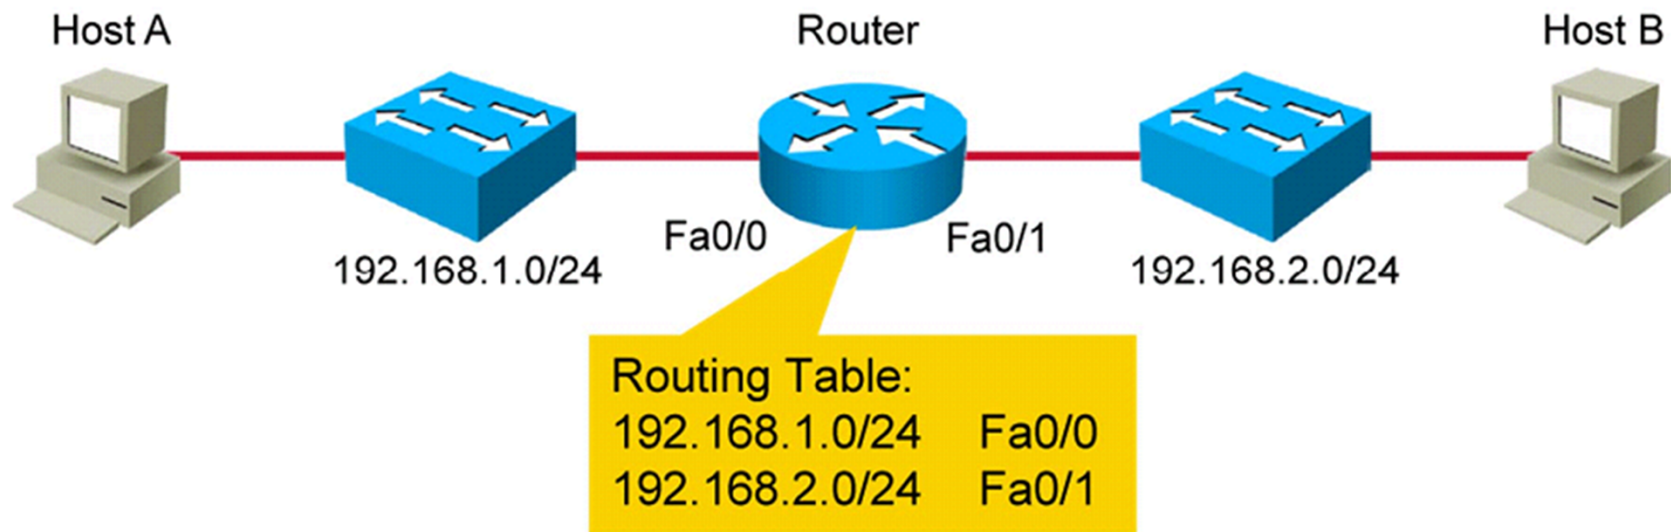 Host A
Router
Host B
Fa0/0
Fa0/1
192.168.1.0/24
192.168.2.0/24
Routing Table:
192.168.1.0/24 Fa0/0
192.168.2.0/24 Fa0/1